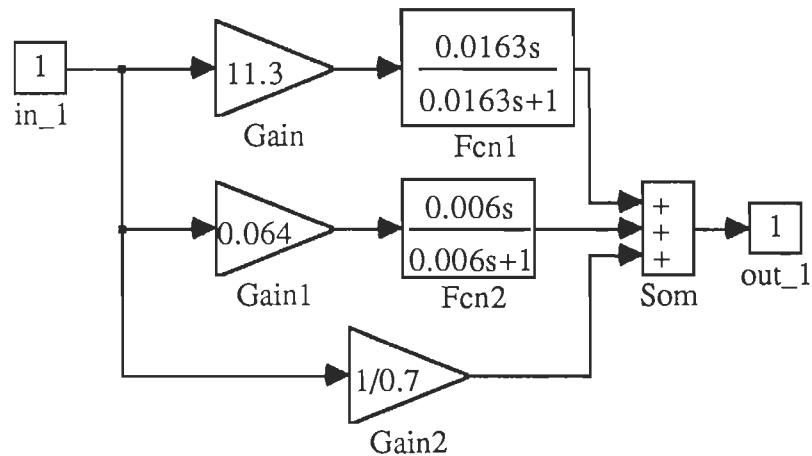 1
in_1
11.3
Gain
0.0163s
0.0163s+1
Fcn1
0.064
Gain1
0.006s
0.006s+1
Fcn2
1/0.7
Gain2
+
+
+
Som
1
out_1